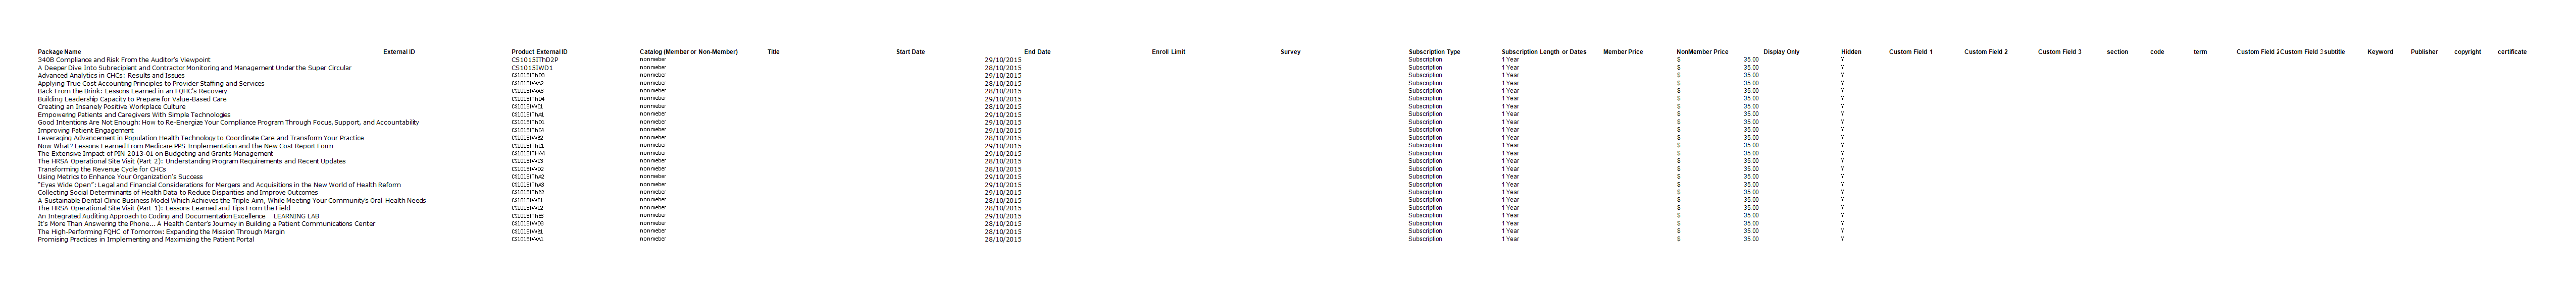 Package Name External ID Product External ID Catalog (Member or Non-Member) Title Start Date End Date Enroll Limit Survey Subscription Type Subscription Length or Dates Member Price NonMember Price Display Only Hidden Custom Field 1 Custom Field 2 Custom Field 3 section code term Custom Field 2 Custom Field 3 subtitle Keyword Publisher copyright certificate
340B Compliance and Risk From the Auditor's Viewpoint CS1015IThD2P nonmeber 29/10/2015 Subscription 1 Year $ 35.00 Y
A Deeper Dive Into Subrecipient and Contractor Monitoring and Management Under the Super Circular CS1015IWD1 nonmeber 28/10/2015 Subscription 1 Year $ 35.00 Y
Advanced Analytics in CHCs: Results and Issues CS1015IThD3 nonmeber 29/10/2015 Subscription 1 Year $ 35.00 Y
Applying True Cost Accounting Principles to Provider Staffing and Services CS1015IWA2 nonmeber 28/10/2015 Subscription 1 Year $ 35.00 Y
Back From the Brink: Lessons Learned in an FQHC's Recovery CS1015IWA3 nonmeber 28/10/2015 Subscription 1 Year $ 35.00 Y
Building Leadership Capacity to Prepare for Value-Based Care CS1015IThD4 nonmeber 29/10/2015 Subscription 1 Year $ 35.00 Y
Creating an Insanely Positive Workplace Culture CS1015IWC1 nonmeber 28/10/2015 Subscription 1 Year $ 35.00 Y
Empowering Patients and Caregivers With Simple Technologies CS1015IThA1 nonmeber 29/10/2015 Subscription 1 Year $ 35.00 Y
Good Intentions Are Not Enough: How to Re-Energize Your Compliance Program Through Focus, Support, and Accountability CS1015IThD1 nonmeber 29/10/2015 Subscription 1 Year $ 35.00 Y
Improving Patient Engagement CS1015IThC4 nonmeber 29/10/2015 Subscription 1 Year $ 35.00 Y
Leveraging Advancement in Population Health Technology to Coordinate Care and Transform Your Practice CS1015IWB2 nonmeber 28/10/2015 Subscription 1 Year $ 35.00 Y
Now What? Lessons Learned From Medicare PPS Implementation and the New Cost Report Form CS1015IThC1 nonmeber 29/10/2015 Subscription 1 Year $ 35.00 Y
The Extensive Impact of PIN 2013-01 on Budgeting and Grants Management CS1015ITHA4 nonmeber 29/10/2015 Subscription 1 Year $ 35.00 Y
The HRSA Operational Site Visit (Part 2): Understanding Program Requirements and Recent Updates CS1015IWC3 nonmeber 28/10/2015 Subscription 1 Year $ 35.00 Y
Transforming the Revenue Cycle for CHCs CS1015IWD2 nonmeber 28/10/2015 Subscription 1 Year $ 35.00 Y
Using Metrics to Enhance Your Organization's Success CS1015IThA2 nonmeber 29/10/2015 Subscription 1 Year $ 35.00 Y
"Eyes Wide Open": Legal and Financial Considerations for Mergers and Acquisitions in the New World of Health Reform CS1015IThA3 nonmeber 29/10/2015 Subscription 1 Year $ 35.00 Y
Collecting Social Determinants of Health Data to Reduce Disparities and Improve Outcomes CS1015IThB2 nonmeber 29/10/2015 Subscription 1 Year $ 35.00 Y
A Sustainable Dental Clinic Business Model Which Achieves the Triple Aim, While Meeting Your Community's Oral Health Needs CS1015IWE1 nonmeber 28/10/2015 Subscription 1 Year $ 35.00 Y
The HRSA Operational Site Visit (Part 1): Lessons Learned and Tips From the Field CS1015IWC2 nonmeber 28/10/2015 Subscription 1 Year $ 35.00 Y
An Integrated Auditing Approach to Coding and Documentation Excellence LEARNING LAB CS1015IThE3 nonmeber 29/10/2015 Subscription 1 Year $ 35.00 Y
It's More Than Answering the Phone... A Health Center's Journey in Building a Patient Communications Center CS1015IWD3 nonmeber 28/10/2015 Subscription 1 Year $ 35.00 Y
The High-Performing FQHC of Tomorrow: Expanding the Mission Through Margin CS1015IWB1 nonmeber 28/10/2015 Subscription 1 Year $ 35.00 Y
Promising Practices in Implementing and Maximizing the Patient Portal CS1015IWA1 nonmeber 28/10/2015 Subscription 1 Year $ 35.00 Y